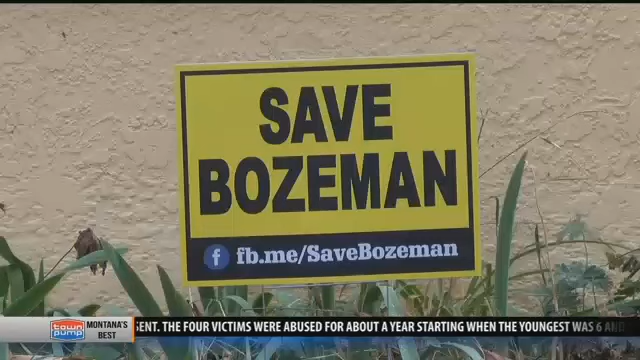 SAVE
BOZEMAN
f fb.me/SaveBozeman
town pump MONTANA'S BEST SENT. THE FOUR VICTIMS WERE ABUSED FOR ABOUT A YEAR STARTING WHEN THE YOUNGEST WAS 6 AND